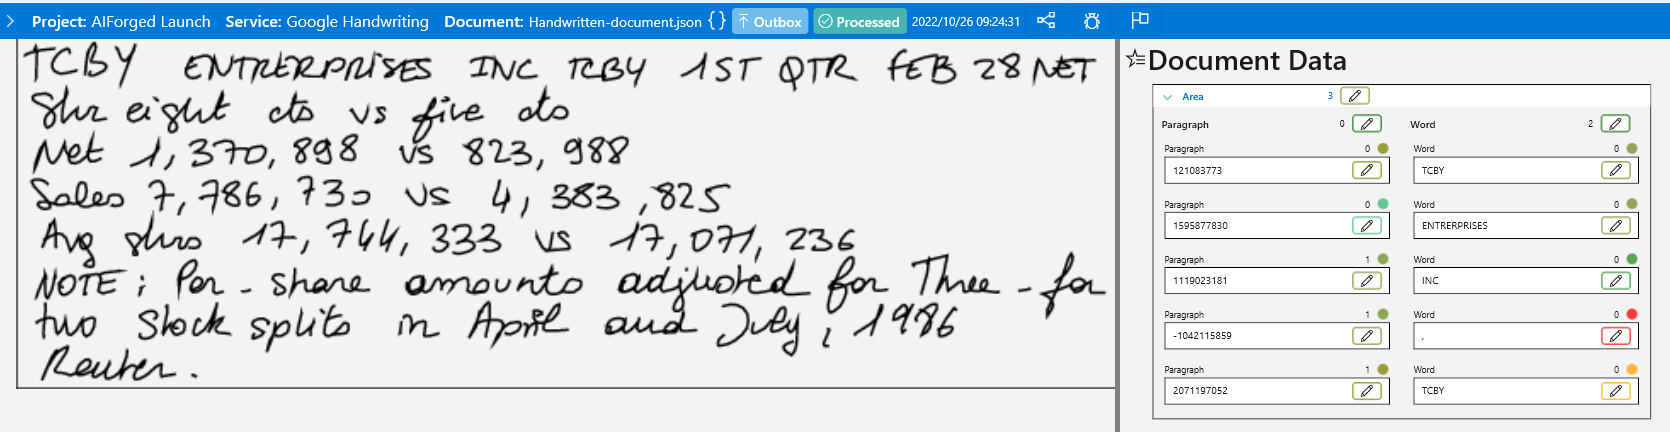 Project: AIForged Launch Service: Google Handwriting Document: Handwritten-document.json {} Outbox Processed 2022/10/26 09:24:31
TCBY ENTRERPRISES INC TCBY 1ST QTR FEB 28 NET
Shr eight cts vs five cts
Net 1,370,898 vs 823,988
Sales 7,786,730 vs 4,383,825
Avg shrs 17,744,333 vs 17,071,236
NOTE: Per-share amounts adjusted for Three-for
two Stock splits in April and July, 1986
Reuter.
Document Data
Area 3
Paragraph 0 Word 2
Paragraph 0 Word 0
121083773 TCBY
Paragraph 0 Word 0
1595877830 ENTRERPRISES
Paragraph 1 Word 0
1119023181 INC
Paragraph 1 Word 0
-1042115859 ,
Paragraph 1 Word 0
2071197052 TCBY